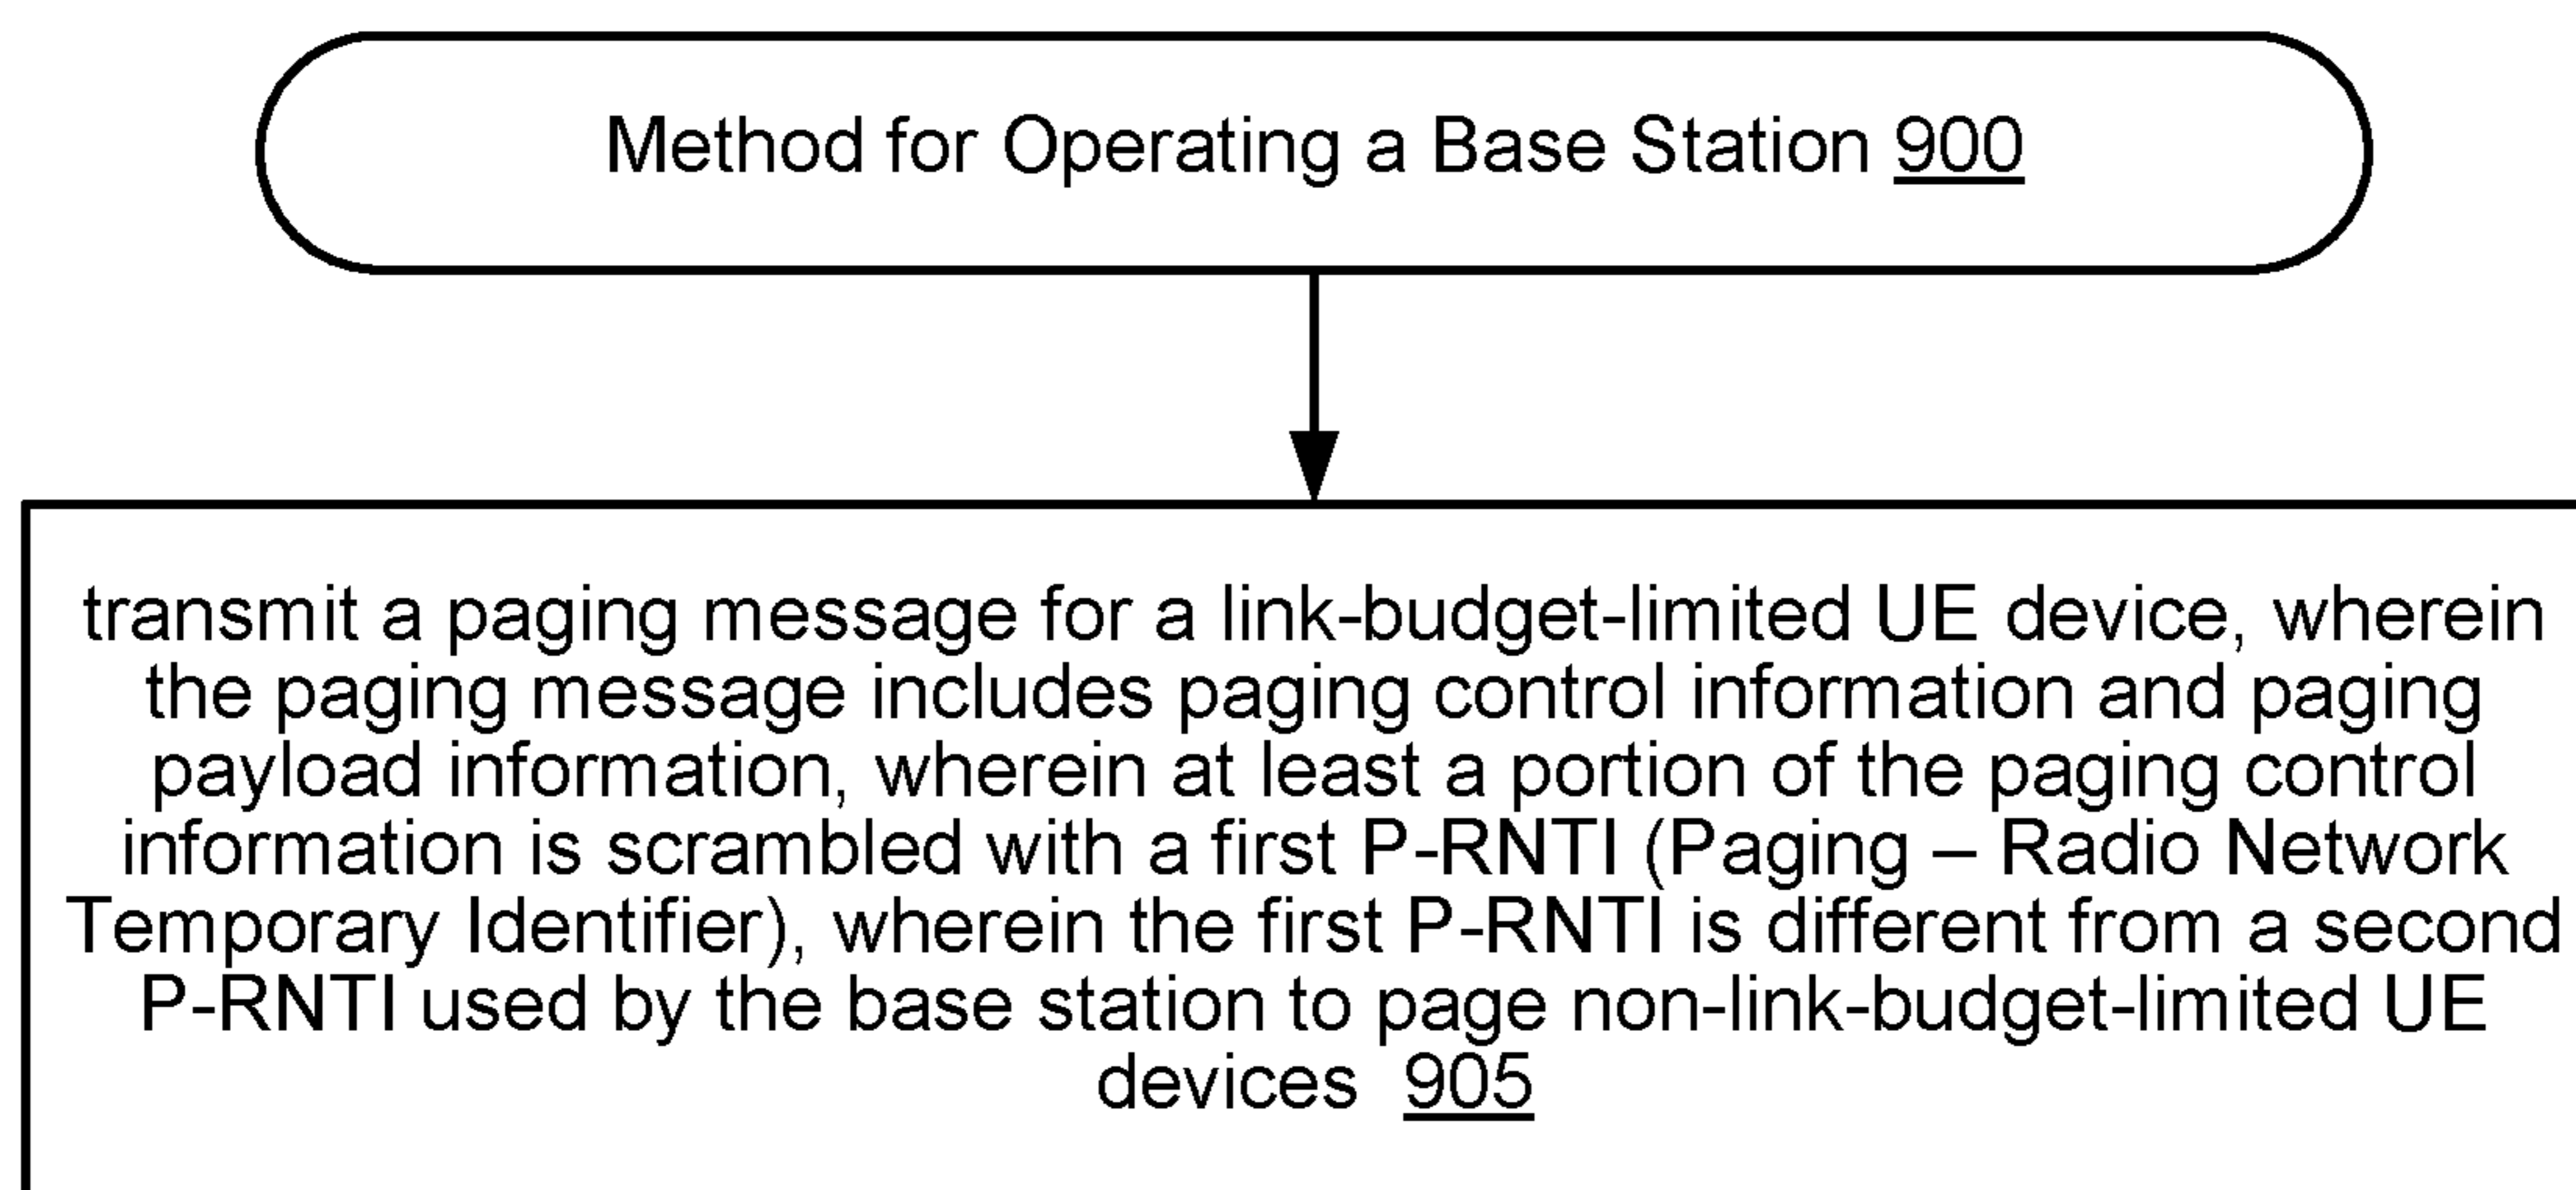 Method for Operating a Base Station 900
transmit a paging message for a link-budget-limited UE device, wherein
the paging message includes paging control information and paging
payload information, wherein at least a portion of the paging control
information is scrambled with a first P-RNTI (Paging – Radio Network
Temporary Identifier), wherein the first P-RNTI is different from a second
P-RNTI used by the base station to page non-link-budget-limited UE
devices 905